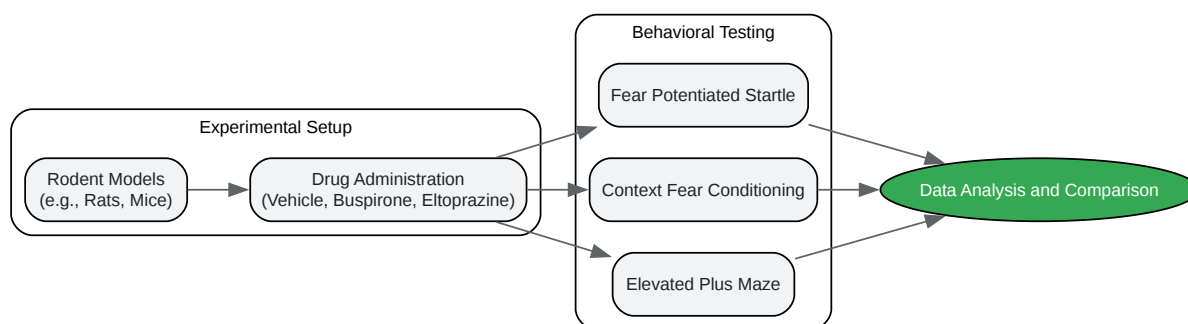 Experimental Setup
Rodent Models
(e.g., Rats, Mice)
Drug Administration
(Vehicle, Buspirone, Eltoprazine)
Behavioral Testing
Fear Potentiated Startle
Context Fear Conditioning
Elevated Plus Maze
Data Analysis and Comparison